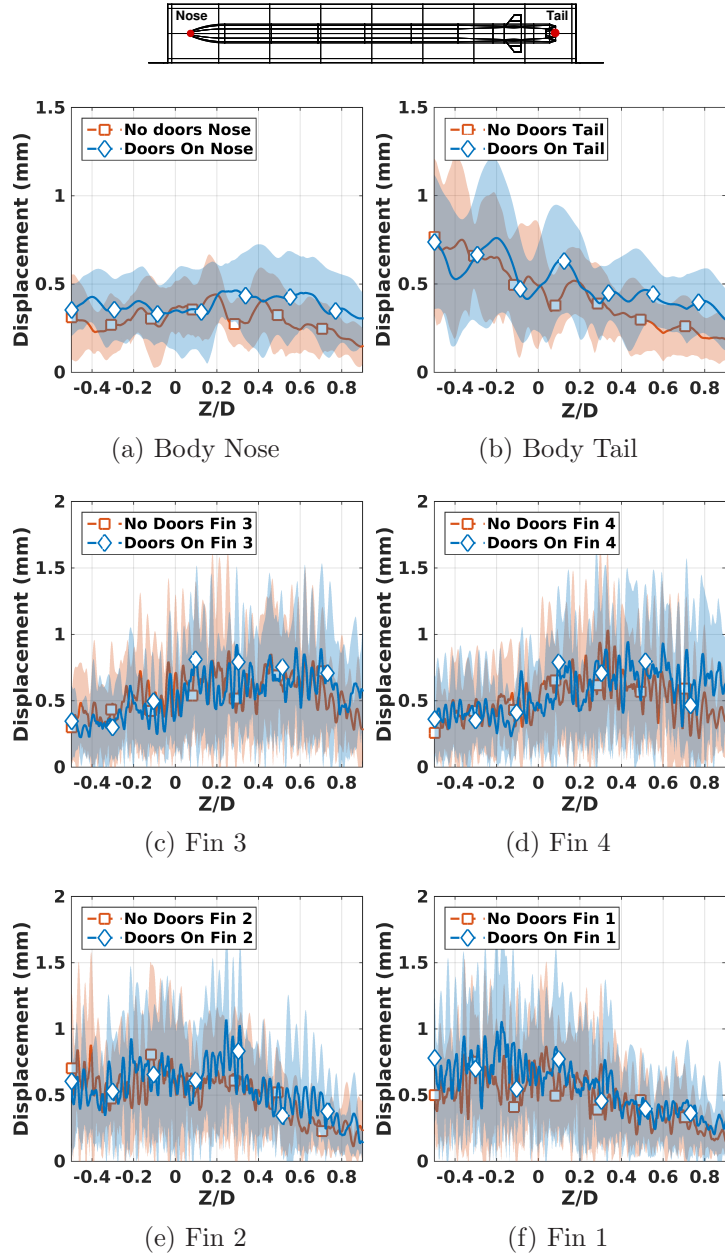 Nose Tail
1.5
1
0.5
0
Displacement (mm)
No doors Nose
Doors On Nose
-0.4 -0.2 0 0.2 0.4 0.6 0.8
Z/D
(a) Body Nose
1.5
1
0.5
0
Displacement (mm)
No Doors Tail
Doors On Tail
-0.4 -0.2 0 0.2 0.4 0.6 0.8
Z/D
(b) Body Tail
2
1.5
1
0.5
0
Displacement (mm)
No Doors Fin 3
Doors On Fin 3
-0.4 -0.2 0 0.2 0.4 0.6 0.8
Z/D
(c) Fin 3
2
1.5
1
0.5
0
Displacement (mm)
No Doors Fin 4
Doors On Fin 4
-0.4 -0.2 0 0.2 0.4 0.6 0.8
Z/D
(d) Fin 4
2
1.5
1
0.5
0
Displacement (mm)
No Doors Fin 2
Doors On Fin 2
-0.4 -0.2 0 0.2 0.4 0.6 0.8
Z/D
(e) Fin 2
2
1.5
1
0.5
0
Displacement (mm)
No Doors Fin 1
Doors On Fin 1
-0.4 -0.2 0 0.2 0.4 0.6 0.8
Z/D
(f) Fin 1